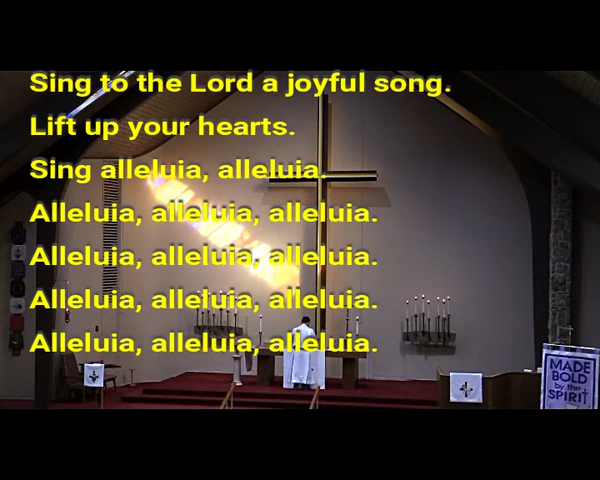 Sing to the Lord a joyful song.
Lift up your hearts.
Sing alleluia, alleluia.
Alleluia, alleluia, alleluia.
Alleluia, alleluia, alleluia.
Alleluia, alleluia, alleluia.
Alleluia, alleluia, alleluia.
MADE
BOLD
by the
SPIRIT